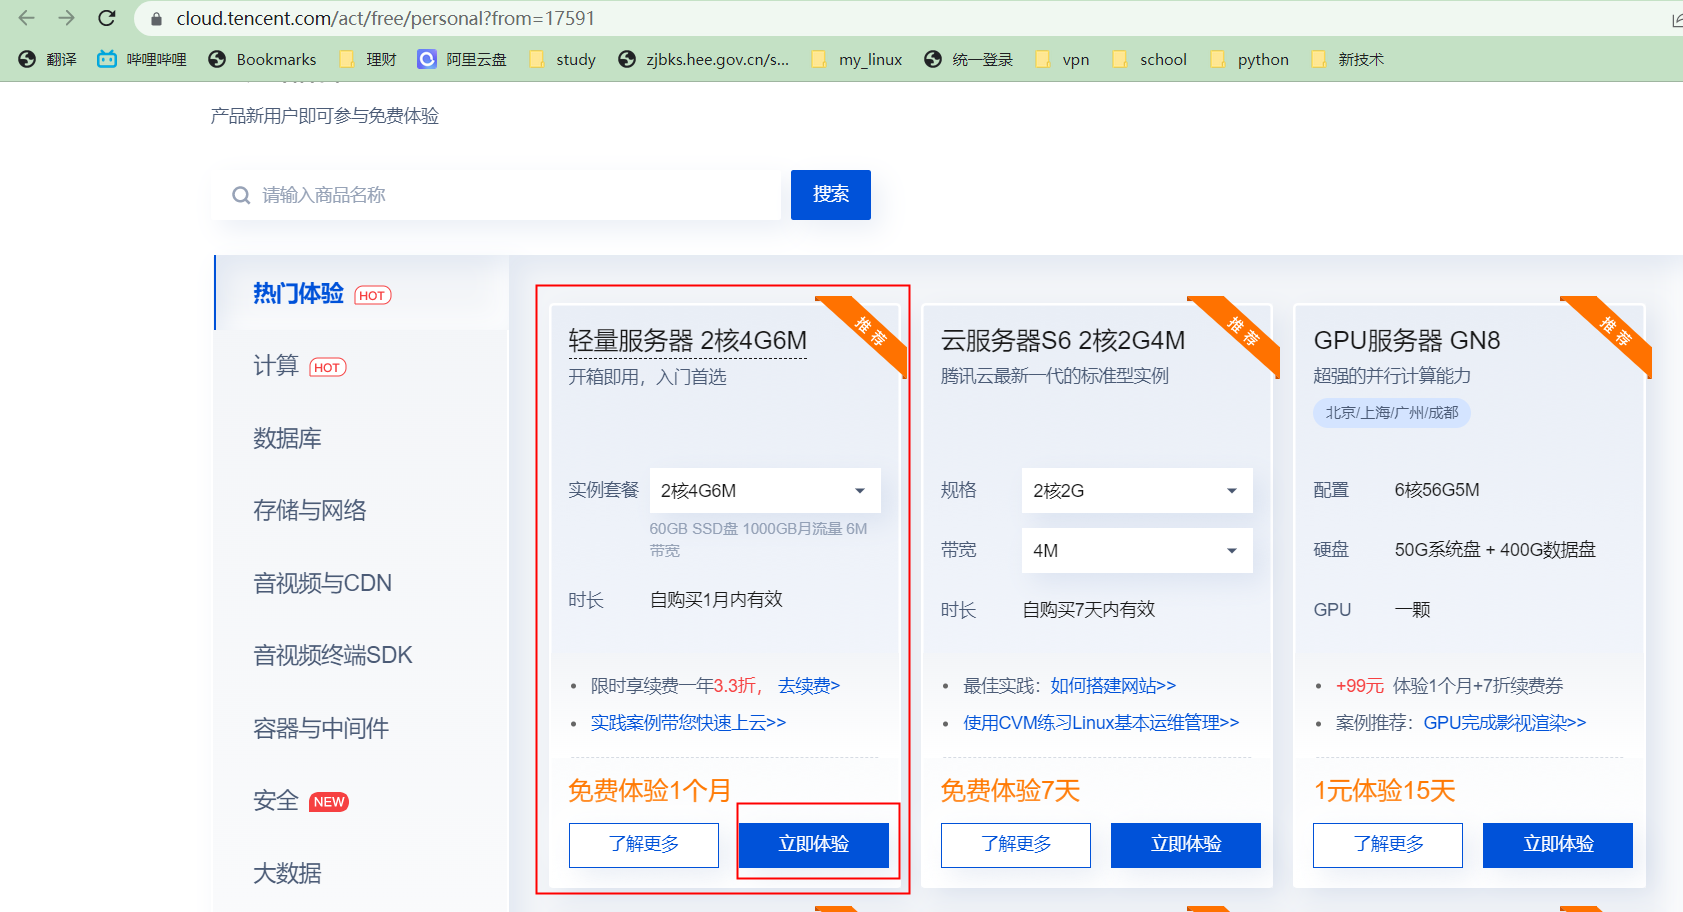 cloud.tencent.com/act/free/personal?from=17591
翻译 哔哩哔哩 Bookmarks 理财 阿里云盘 study zjbks.hee.gov.cn/s... my_linux 统一登录 vpn school python 新技术
产品新用户即可参与免费体验
请输入商品名称 搜索
热门体验 HOT
计算 HOT
数据库
存储与网络
音视频与CDN
音视频终端SDK
容器与中间件
安全 NEW
大数据
推荐
轻量服务器 2核4G6M
开箱即用，入门首选
实例套餐 2核4G6M
60GB SSD盘 1000GB月流量 6M
带宽
时长 自购买1月内有效
• 限时享续费一年3.3折， 去续费>
• 实践案例带您快速上云>>
免费体验1个月
了解更多 立即体验
推荐
云服务器S6 2核2G4M
腾讯云最新一代的标准型实例
规格 2核2G
带宽 4M
时长 自购买7天内有效
• 最佳实践：如何搭建网站>>
• 使用CVM练习Linux基本运维管理>>
免费体验7天
了解更多 立即体验
推荐
GPU服务器 GN8
超强的并行计算能力
北京/上海/广州/成都
配置 6核56G5M
硬盘 50G系统盘 + 400G数据盘
GPU 一颗
• +99元 体验1个月+7折续费券
• 案例推荐：GPU完成影视渲染>>
1元体验15天
了解更多 立即体验